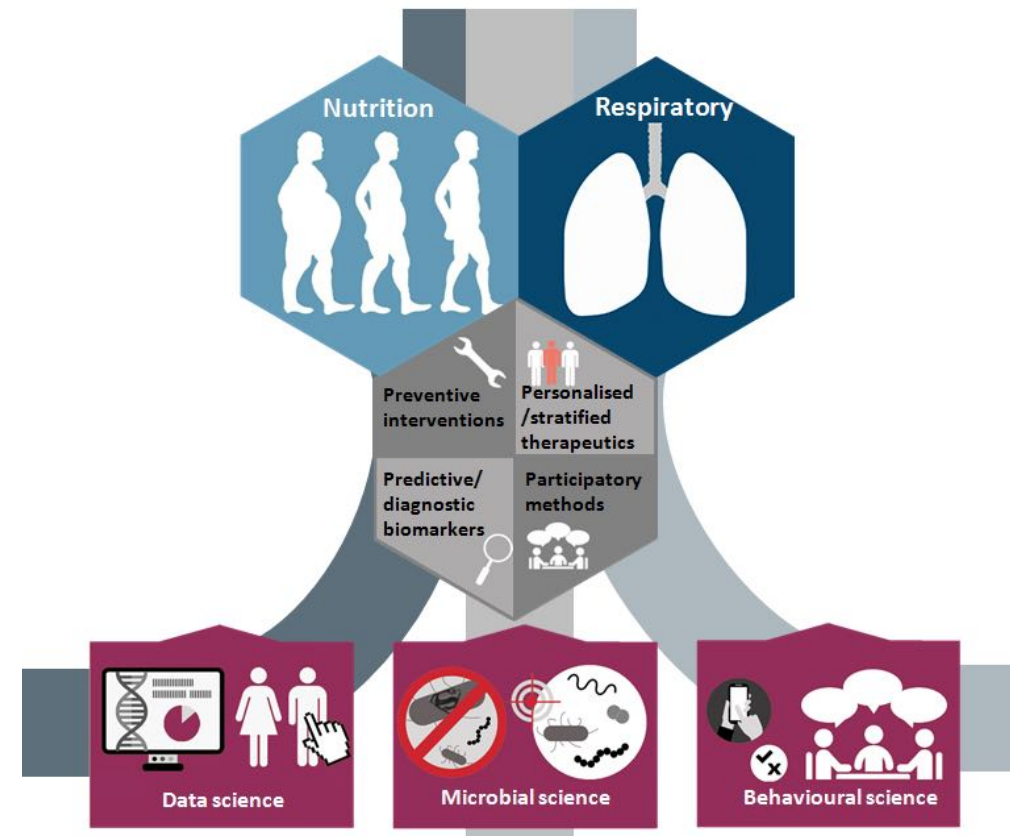 Nutrition
Respiratory
Preventive
interventions
Personalised
/stratified
therapeutics
Predictive/
diagnostic
biomarkers
Participatory
methods
Data science
Microbial science
Behavioural science